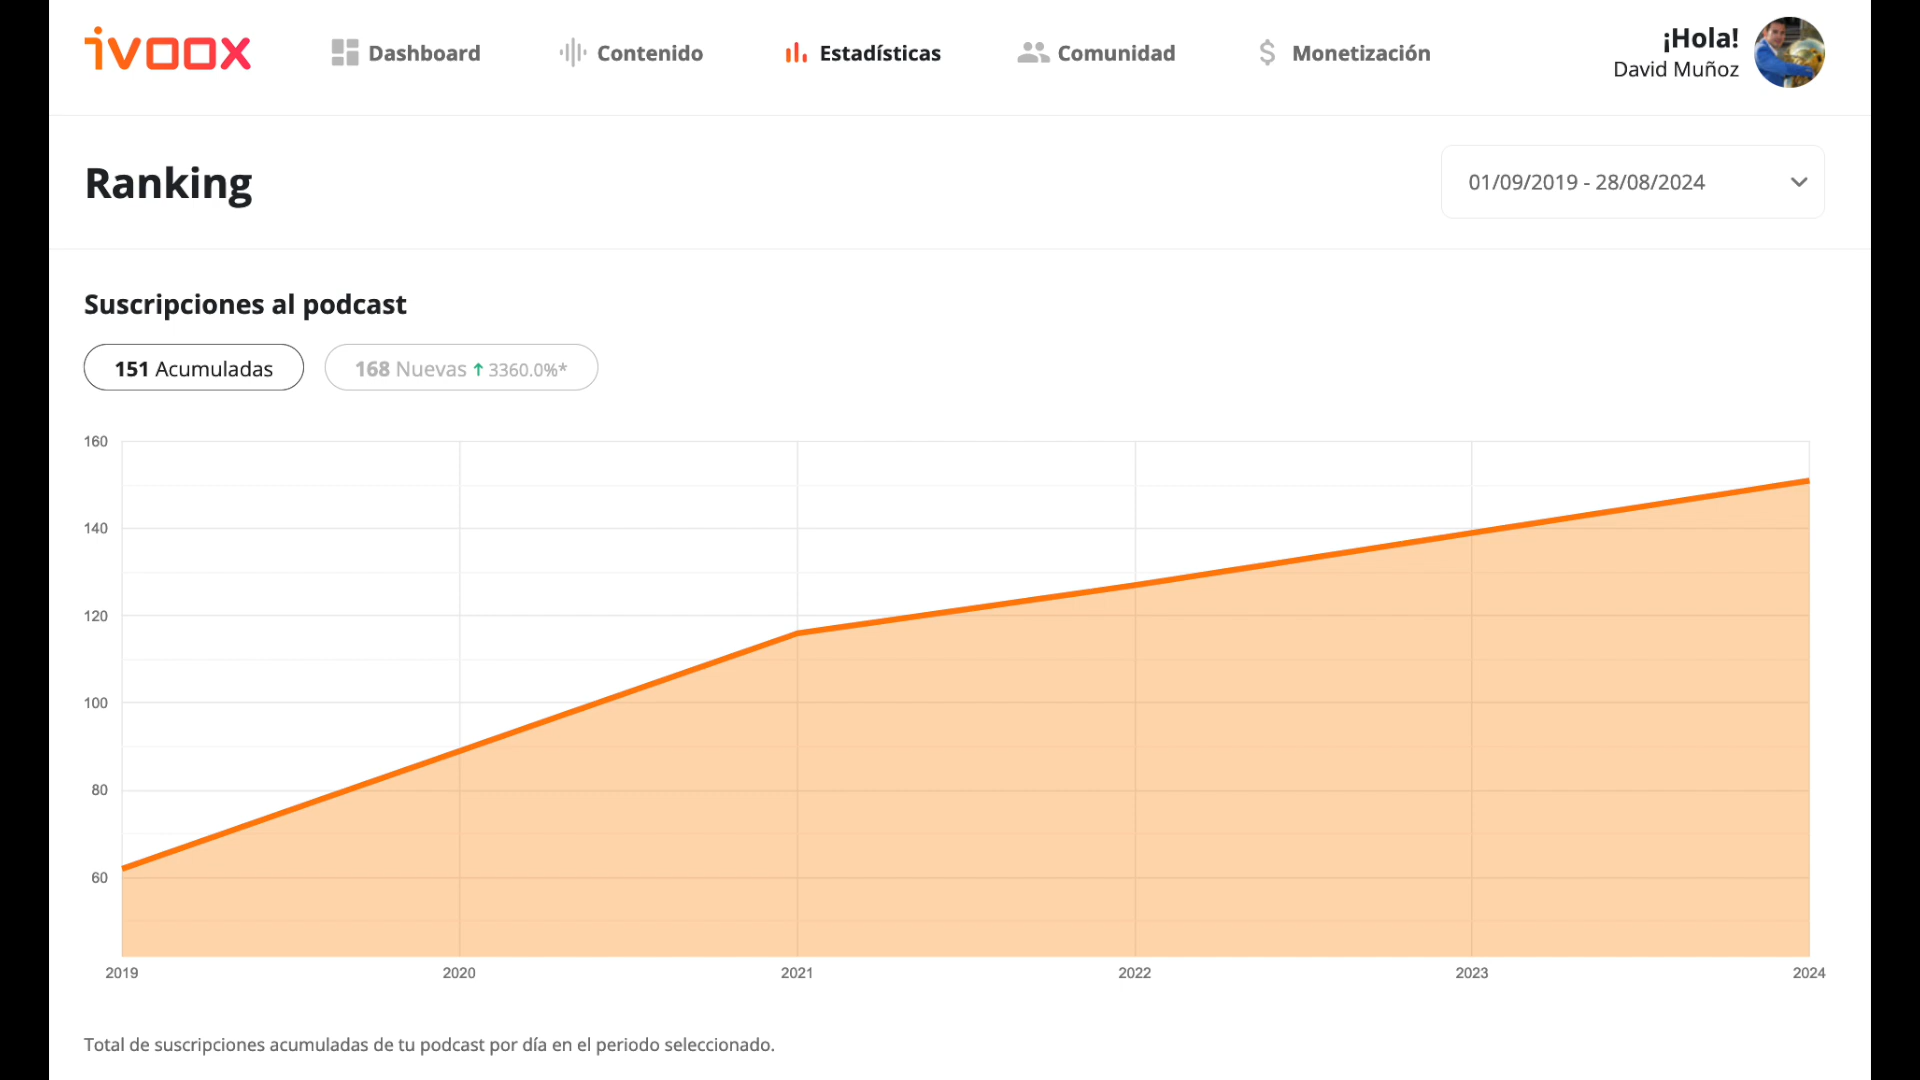 ivoox
Dashboard
Contenido
Estadísticas
Comunidad
Monetización
¡Hola!
David Muñoz
Ranking
01/09/2019 - 28/08/2024
Suscripciones al podcast
151 Acumuladas
168 Nuevas ↑ 3360.0%*
160
140
120
100
80
60
2019 2020 2021 2022 2023 2024
Total de suscripciones acumuladas de tu podcast por día en el periodo seleccionado.